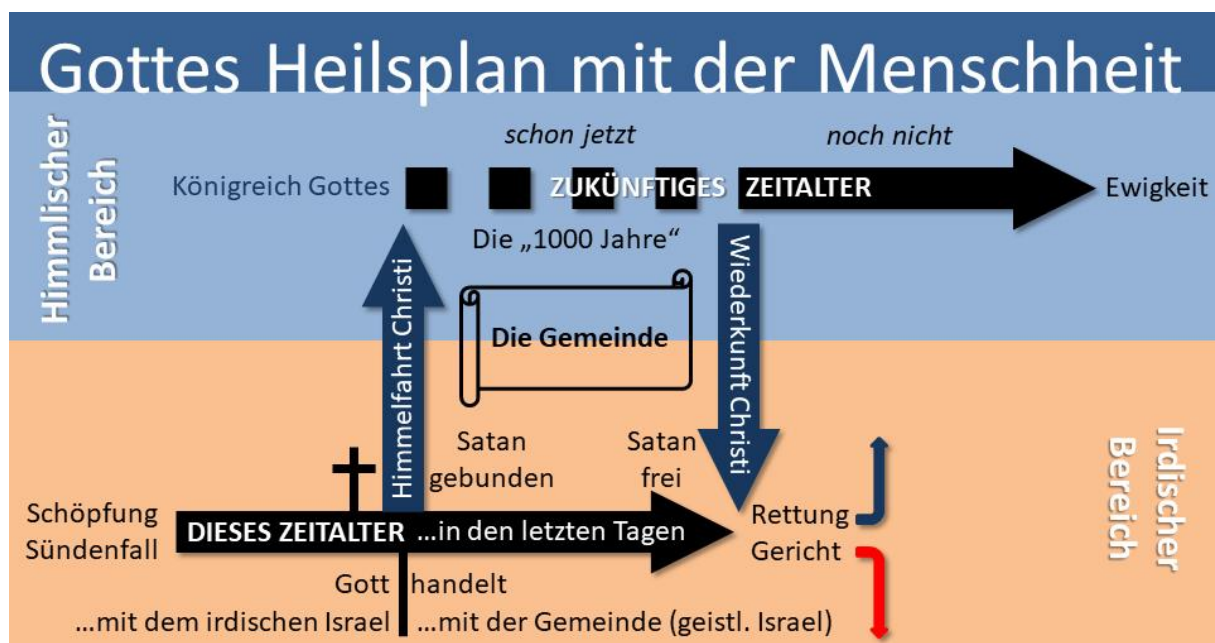 Gottes Heilsplan mit der Menschheit
Himmlischer
Bereich
schon jetzt
noch nicht
Königreich Gottes
ZUKÜNFTIGES ZEITALTER
Ewigkeit
Die „1000 Jahre“
Himmelfahrt Christi
Die Gemeinde
Wiederkunft Christi
Irdischer
Bereich
Satan
gebunden
Satan
frei
Schöpfung
Sündenfall
DIESES ZEITALTER ...in den letzten Tagen
Rettung
Gericht
Gott handelt
...mit dem irdischen Israel
...mit der Gemeinde (geistl. Israel)